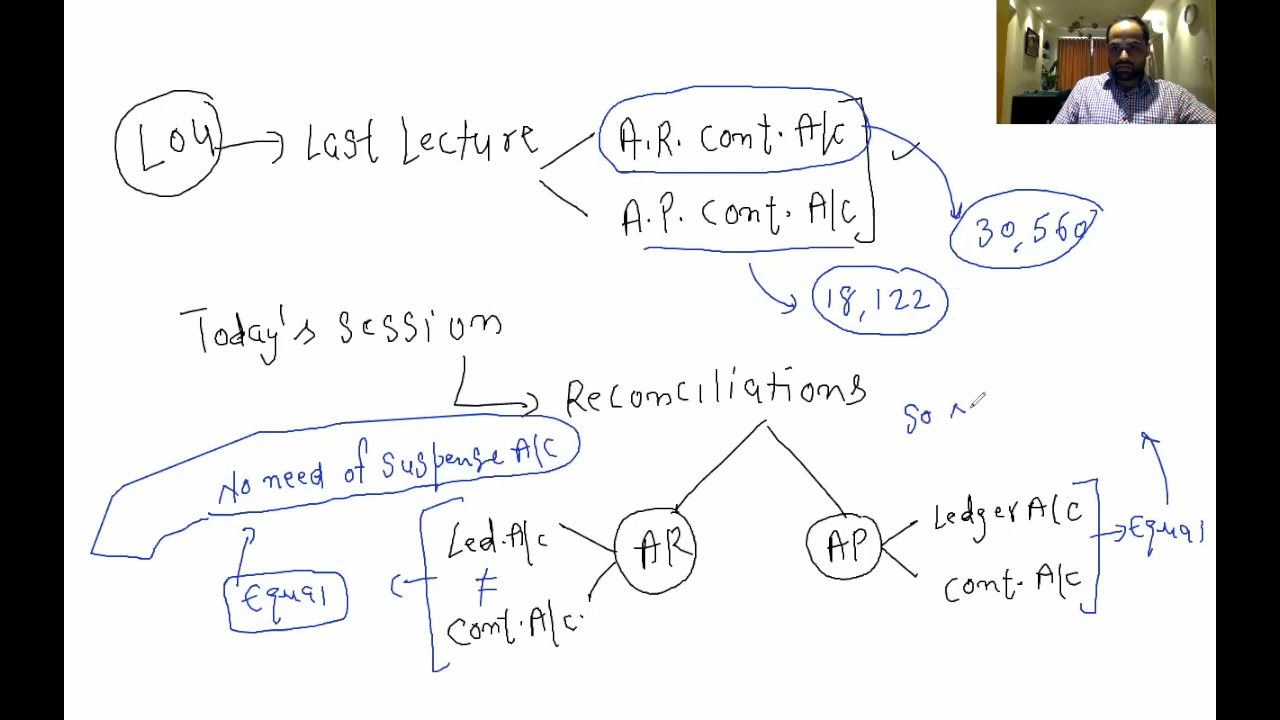 L04 → Last Lecture
A.R. cont. A/c
A.P. cont. A/c
30,560
18,122
Today's session
Reconciliations
So n
No need of suspense A/c
Led. A/c
≠
Cont. A/c.
AR
AP
Ledger A/c
cont. A/c
Equal
Equal